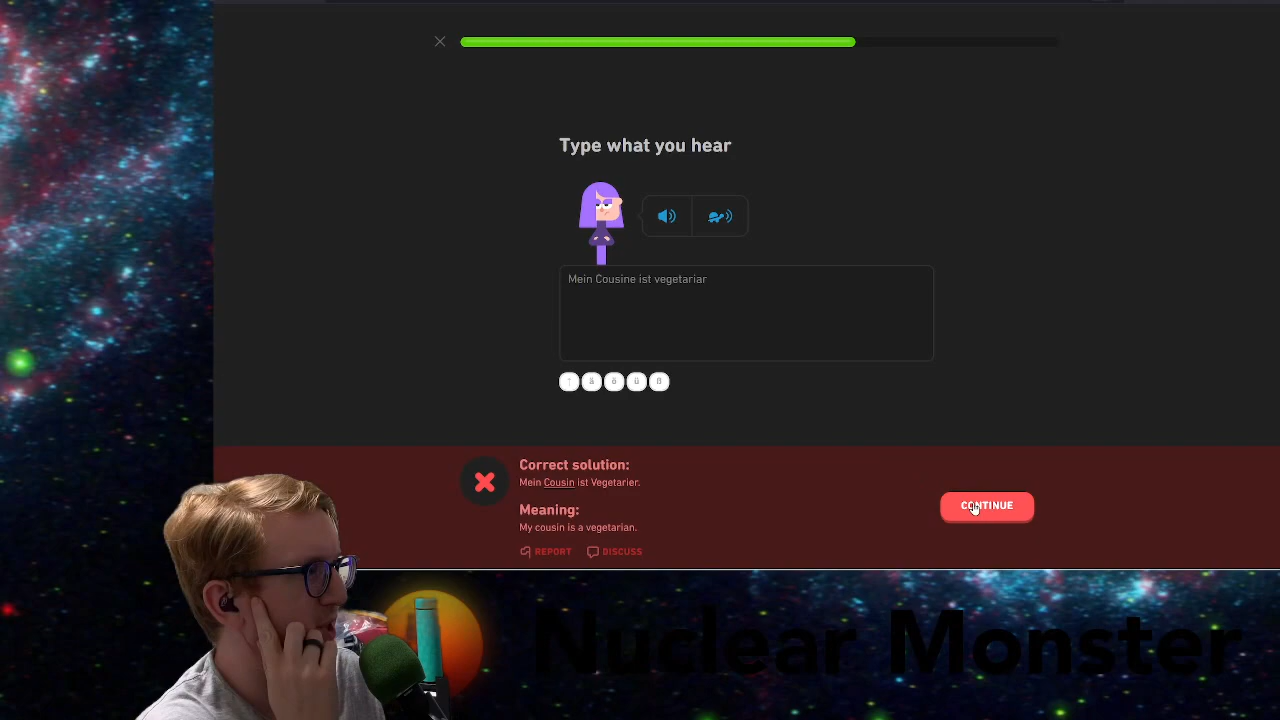 Type what you hear
Mein Cousine ist vegetariar
↑ ä ö ü ß
Correct solution:
Mein Cousin ist Vegetarier.
Meaning:
My cousin is a vegetarian.
REPORT DISCUSS
CONTINUE
Nuclear Monster